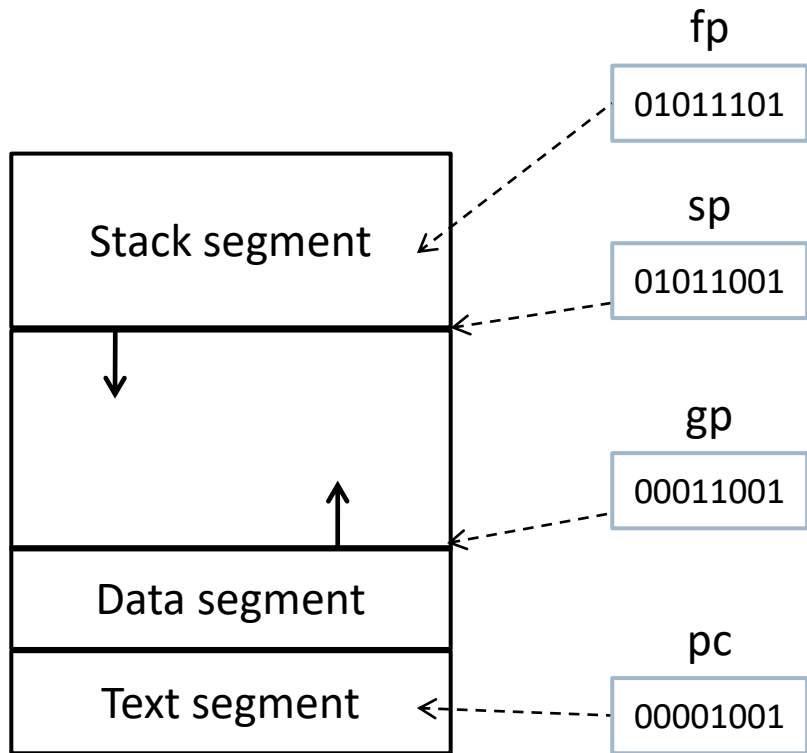 fp
01011101
Stack segment
sp
01011001
gp
00011001
Data segment
pc
Text segment
00001001